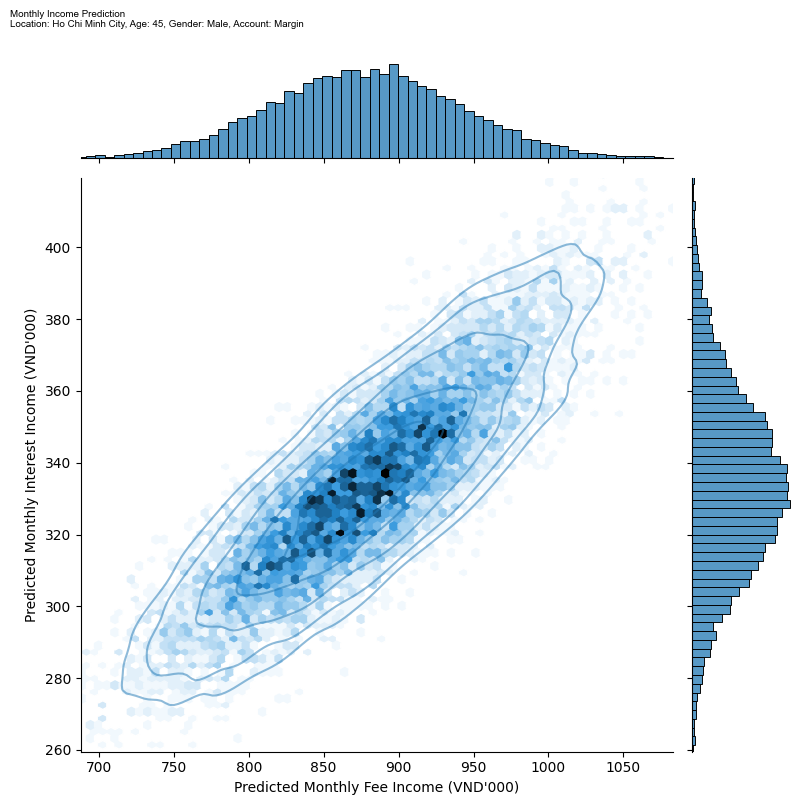 Monthly Income Prediction
Location: Ho Chi Minh City, Age: 45, Gender: Male, Account: Margin
400
380
360
340
320
300
280
260
Predicted Monthly Interest Income (VND'000)
700 750 800 850 900 950 1000 1050
Predicted Monthly Fee Income (VND'000)